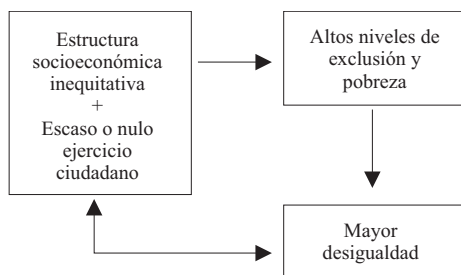 Estructura
socioeconómica
inequitativa
+
Escaso o nulo
ejercicio
ciudadano
Altos niveles de
exclusión y
pobreza
Mayor
desigualdad